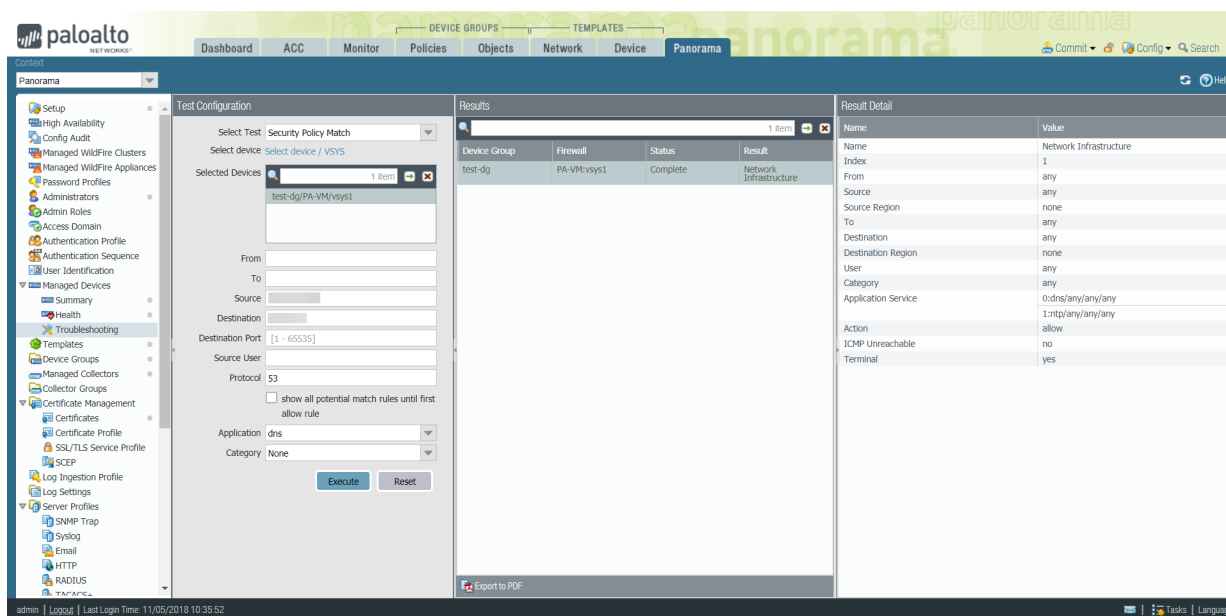 paloalto
NETWORKS
DEVICE GROUPS
TEMPLATES
Dashboard
ACC
Monitor
Policies
Objects
Network
Device
Panorama
Commit
Config
Search
Context
Panorama
Help
Setup
High Availability
Config Audit
Managed WildFire Clusters
Managed WildFire Appliances
Password Profiles
Administrators
Admin Roles
Access Domain
Authentication Profile
Authentication Sequence
User Identification
Managed Devices
Summary
Health
Troubleshooting
Templates
Device Groups
Managed Collectors
Collector Groups
Certificate Management
Certificates
Certificate Profile
SSL/TLS Service Profile
SCEP
Log Ingestion Profile
Log Settings
Server Profiles
SNMP Trap
Syslog
Email
HTTP
RADIUS
TACACS+
Test Configuration
Select Test Security Policy Match
Select device Select device / VSYS
Selected Devices 1 item
test-dg/PA-VM/vsys1
From
To
Source
Destination
Destination Port [1 - 65535]
Source User
Protocol 53
show all potential match rules until first
allow rule
Application dns
Category None
Execute Reset
Results
1 item
Device Group Firewall Status Result
test-dg PA-VM:vsys1 Complete Network
Infrastructure
Export to PDF
Result Detail
Name Value
Name Network Infrastructure
Index 1
From any
Source any
Source Region none
To any
Destination any
Destination Region none
User any
Category any
Application Service 0:dns/any/any/any
1:ntp/any/any/any
Action allow
ICMP Unreachable no
Terminal yes
admin | Logout | Last Login Time: 11/05/2018 10:35:52
Tasks | Langua